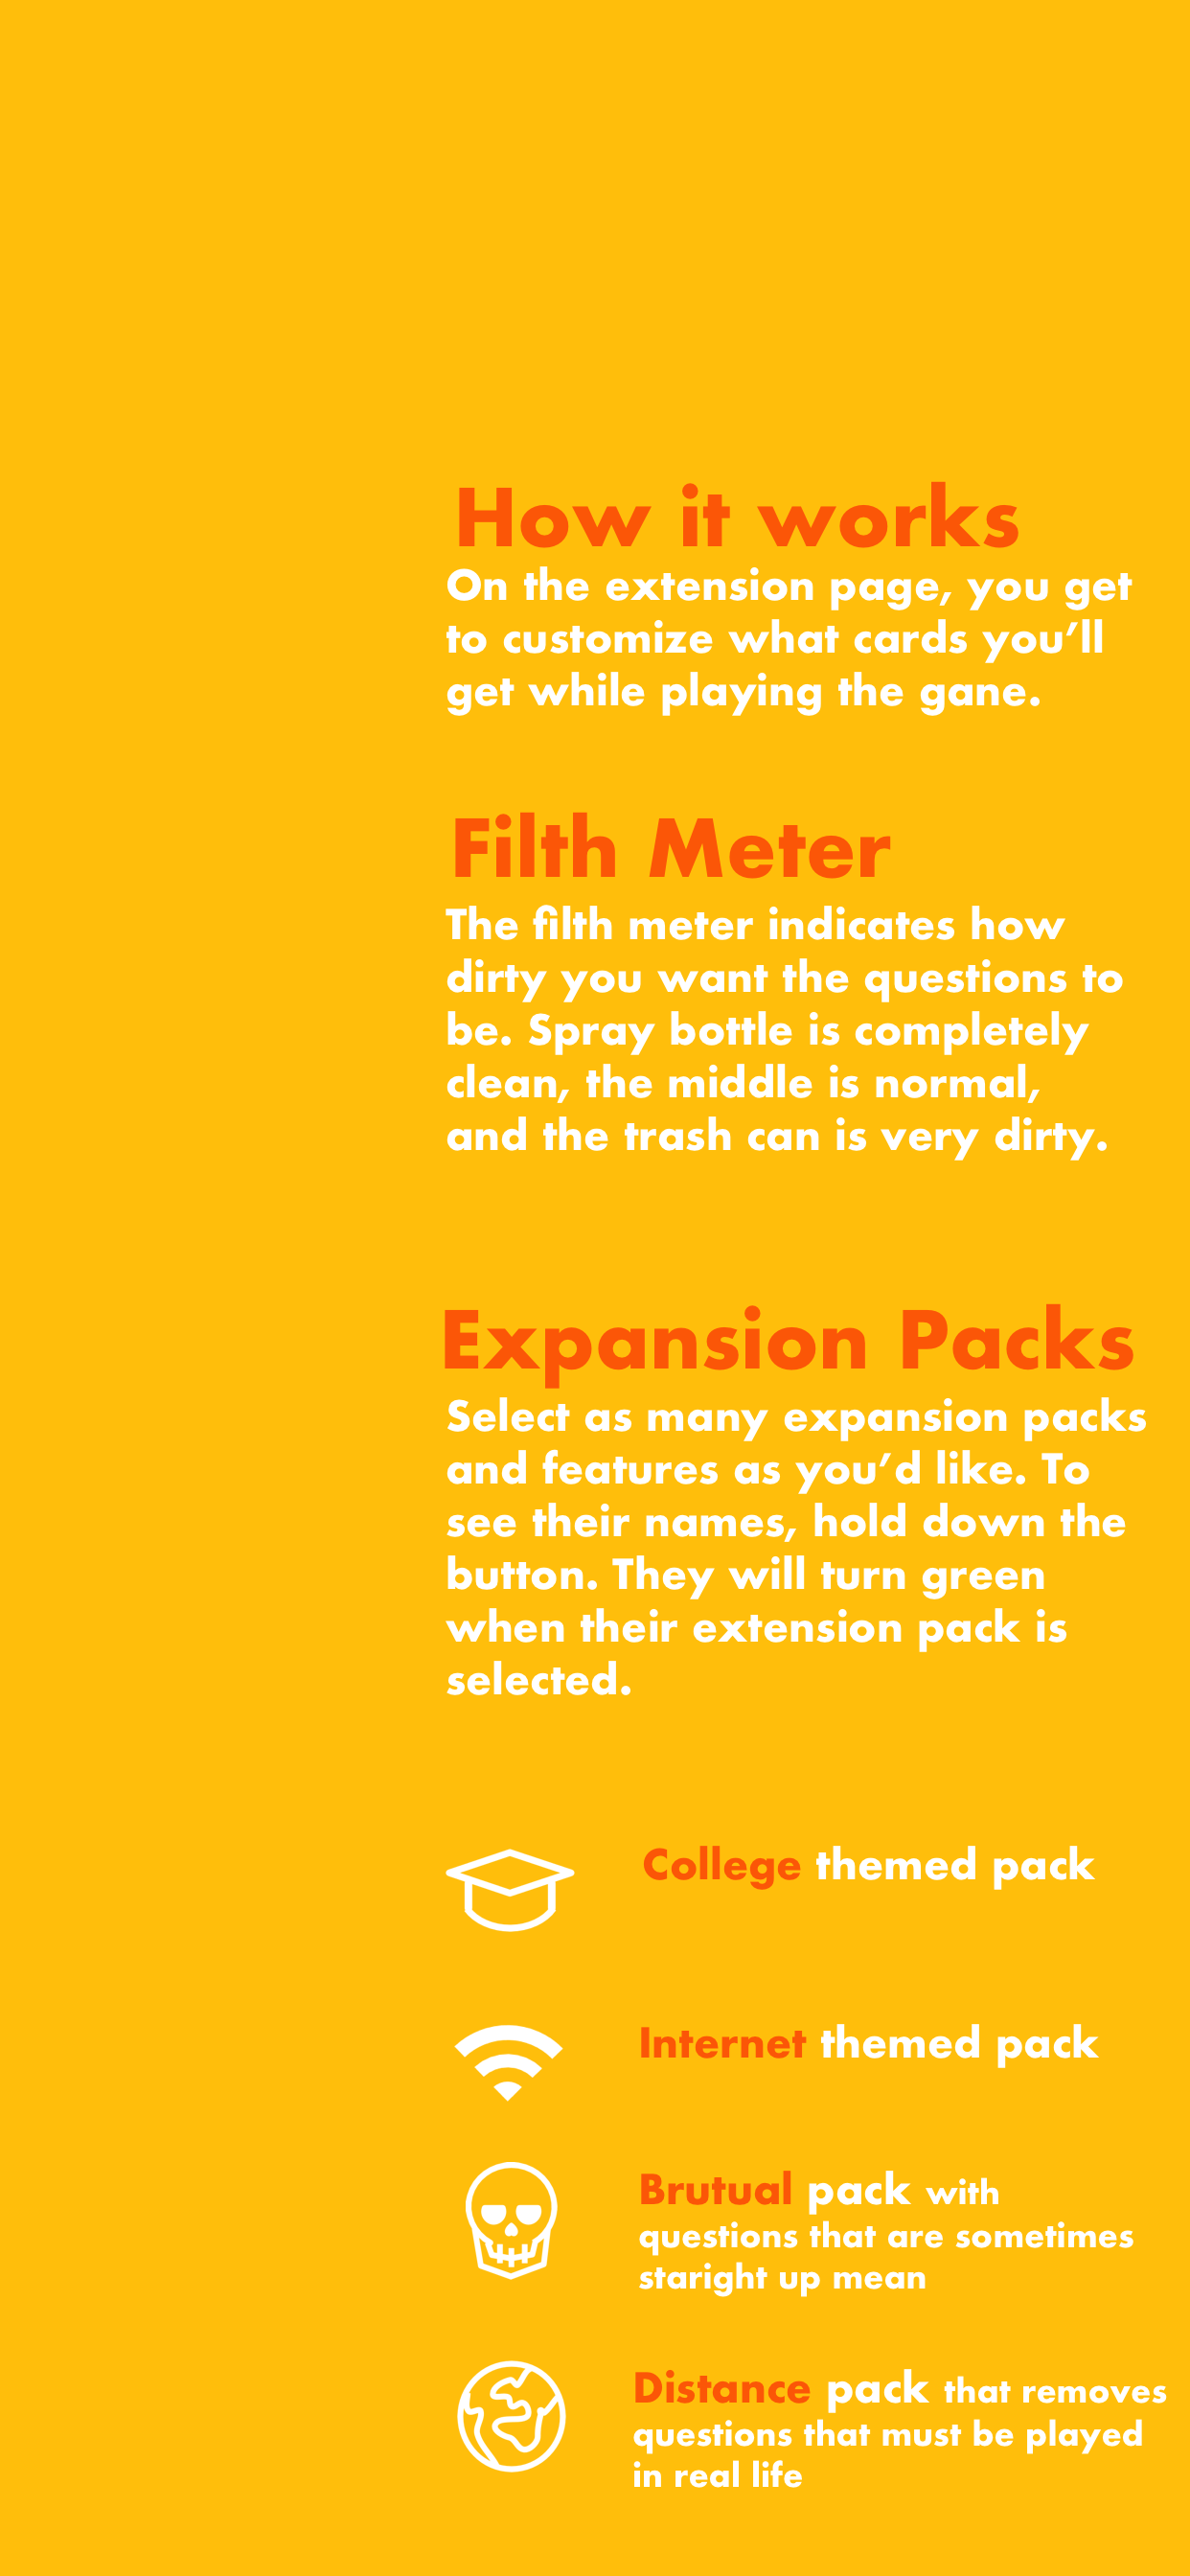 How it works
On the extension page, you get
to customize what cards you’ll
get while playing the gane.
Filth Meter
The filth meter indicates how
dirty you want the questions to
be. Spray bottle is completely
clean, the middle is normal,
and the trash can is very dirty.
Expansion Packs
Select as many expansion packs
and features as you’d like. To
see their names, hold down the
button. They will turn green
when their extension pack is
selected.
College themed pack
Internet themed pack
Brutual pack with
questions that are sometimes
staright up mean
Distance pack that removes
questions that must be played
in real life